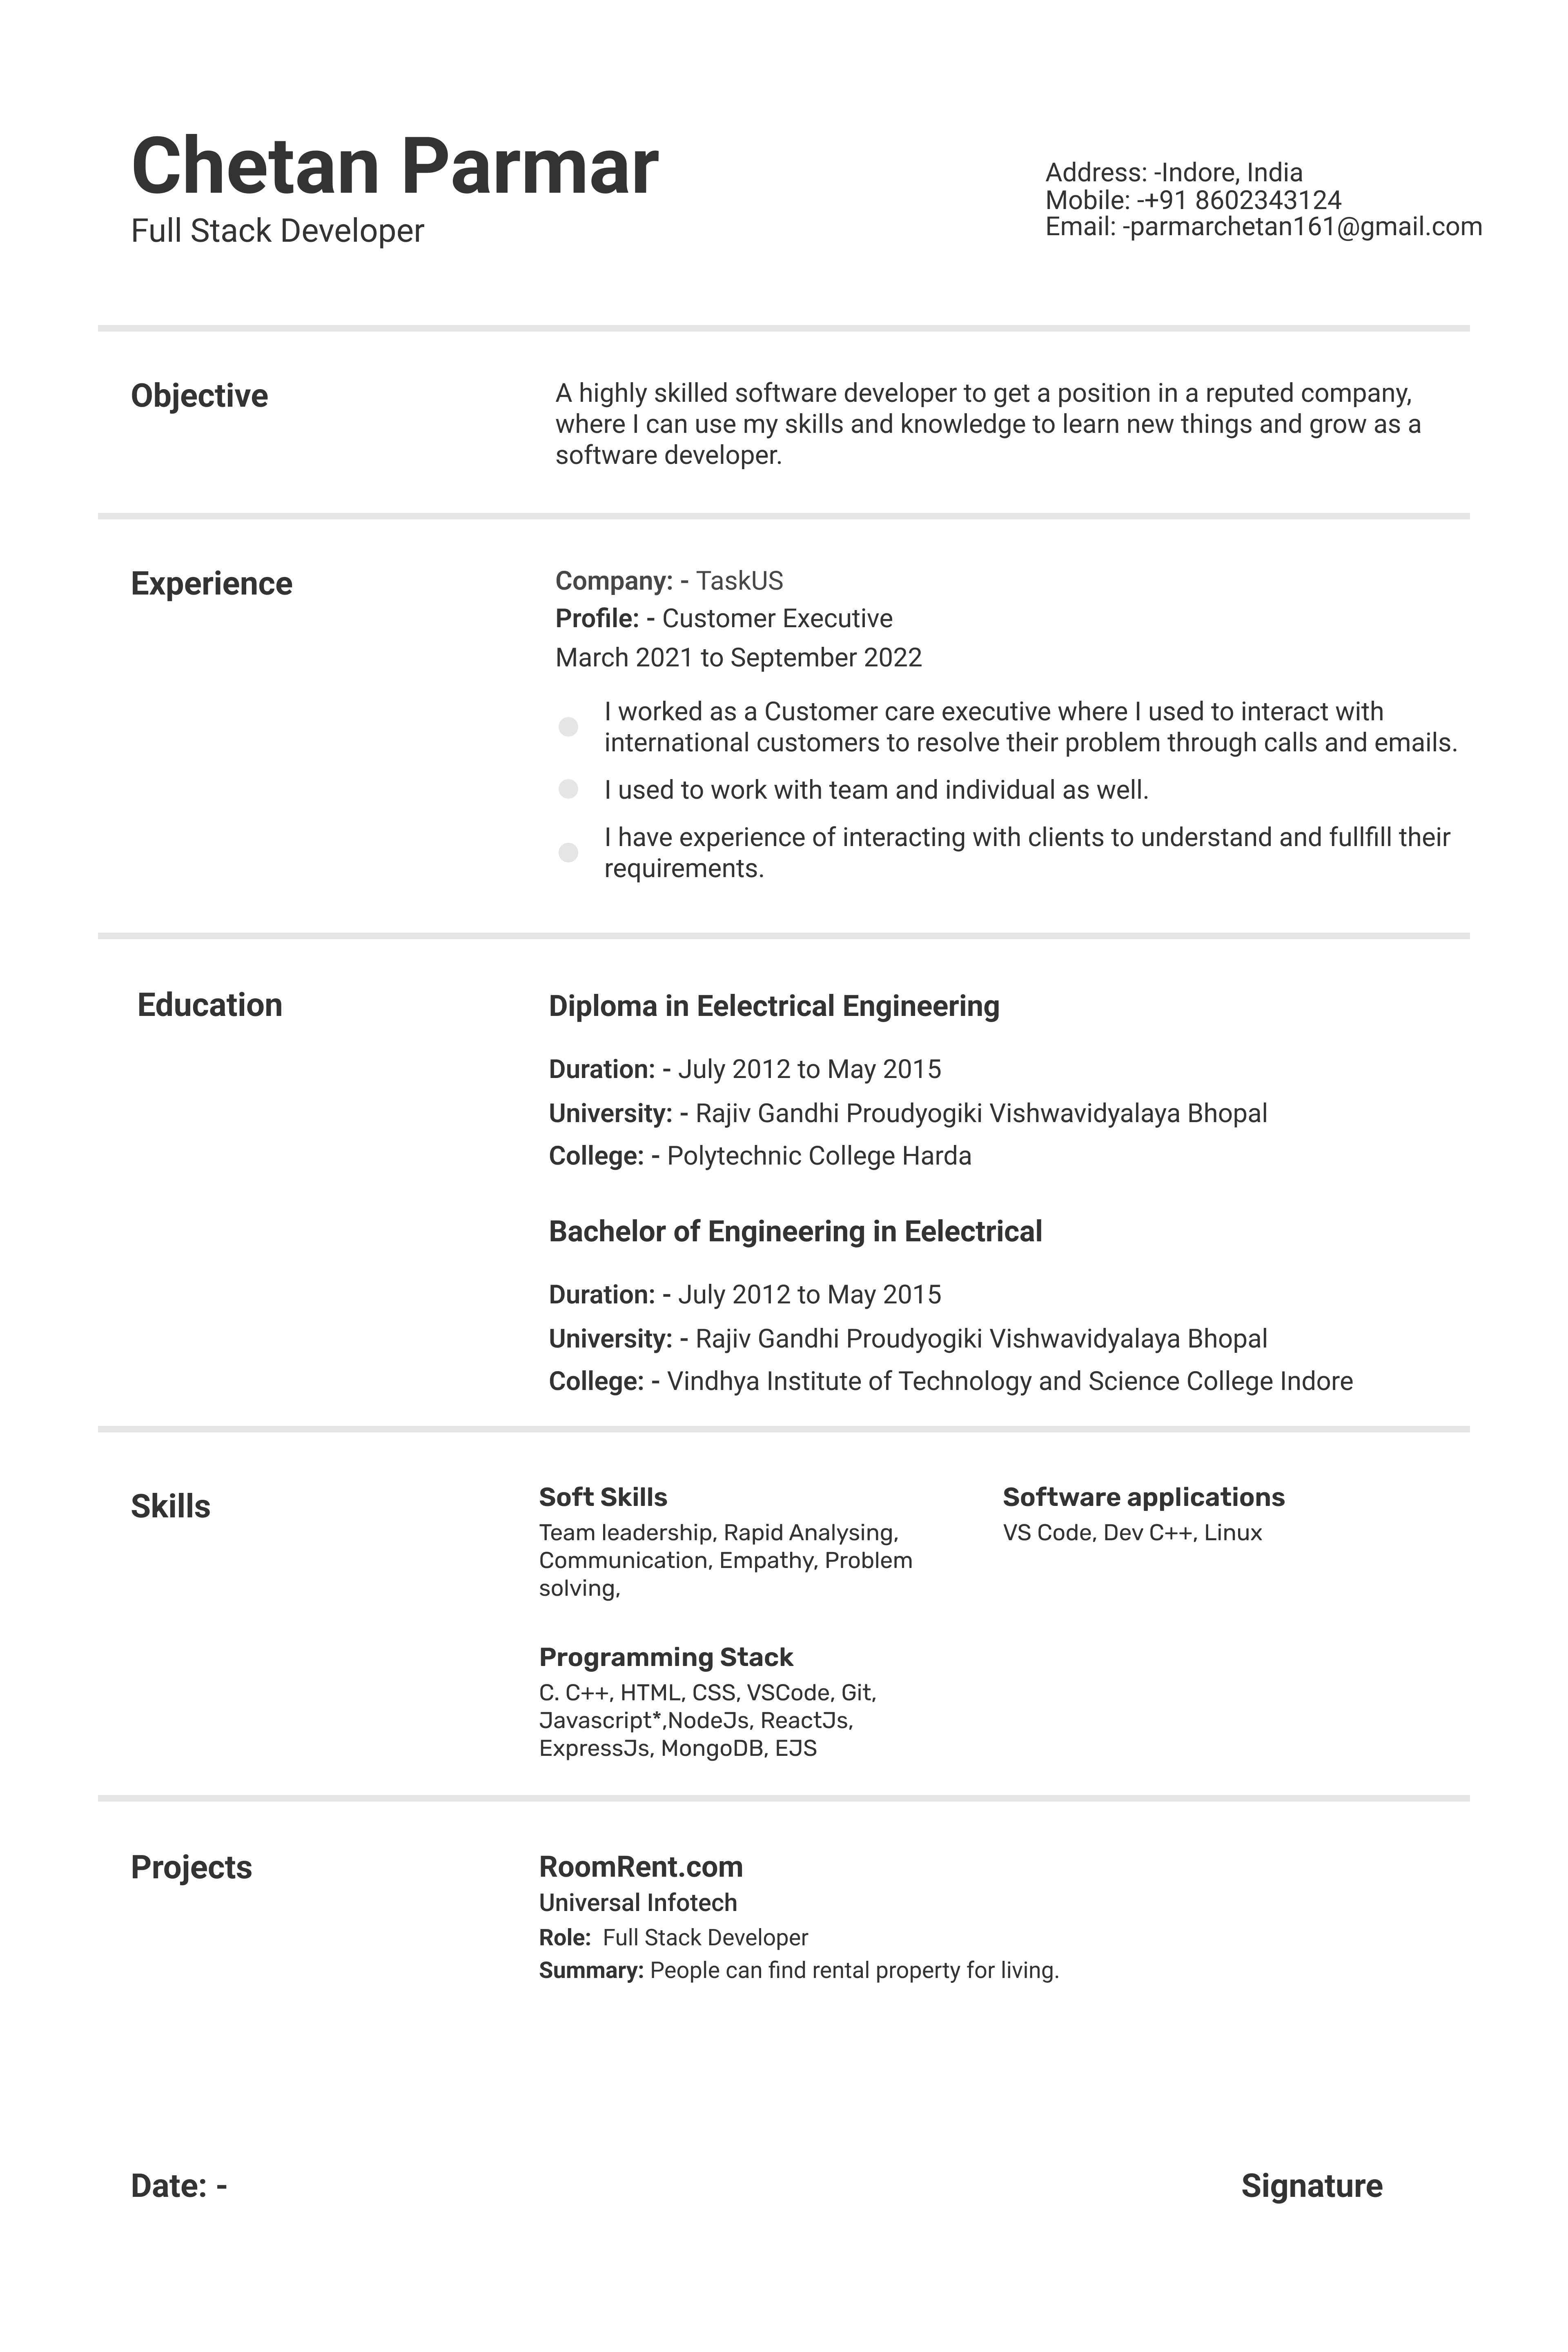 Chetan Parmar
Full Stack Developer
Address: -Indore, India
Mobile: -+91 8602343124
Email: -parmarchetan161@gmail.com
Objective
A highly skilled software developer to get a position in a reputed company,
where I can use my skills and knowledge to learn new things and grow as a
software developer.
Experience
Company: - TaskUS
Profile: - Customer Executive
March 2021 to September 2022
I worked as a Customer care executive where I used to interact with
international customers to resolve their problem through calls and emails.
I used to work with team and individual as well.
I have experience of interacting with clients to understand and fullfill their
requirements.
Education
Diploma in Eelectrical Engineering
Duration: - July 2012 to May 2015
University: - Rajiv Gandhi Proudyogiki Vishwavidyalaya Bhopal
College: - Polytechnic College Harda
Bachelor of Engineering in Eelectrical
Duration: - July 2012 to May 2015
University: - Rajiv Gandhi Proudyogiki Vishwavidyalaya Bhopal
College: - Vindhya Institute of Technology and Science College Indore
Skills
Soft Skills
Team leadership, Rapid Analysing,
Communication, Empathy, Problem
solving,
Software applications
VS Code, Dev C++, Linux
Programming Stack
C. C++, HTML, CSS, VSCode, Git,
Javascript*,NodeJs, ReactJs,
ExpressJs, MongoDB, EJS
Projects
RoomRent.com
Universal Infotech
Role:  Full Stack Developer
Summary: People can find rental property for living.
Date: -
Signature